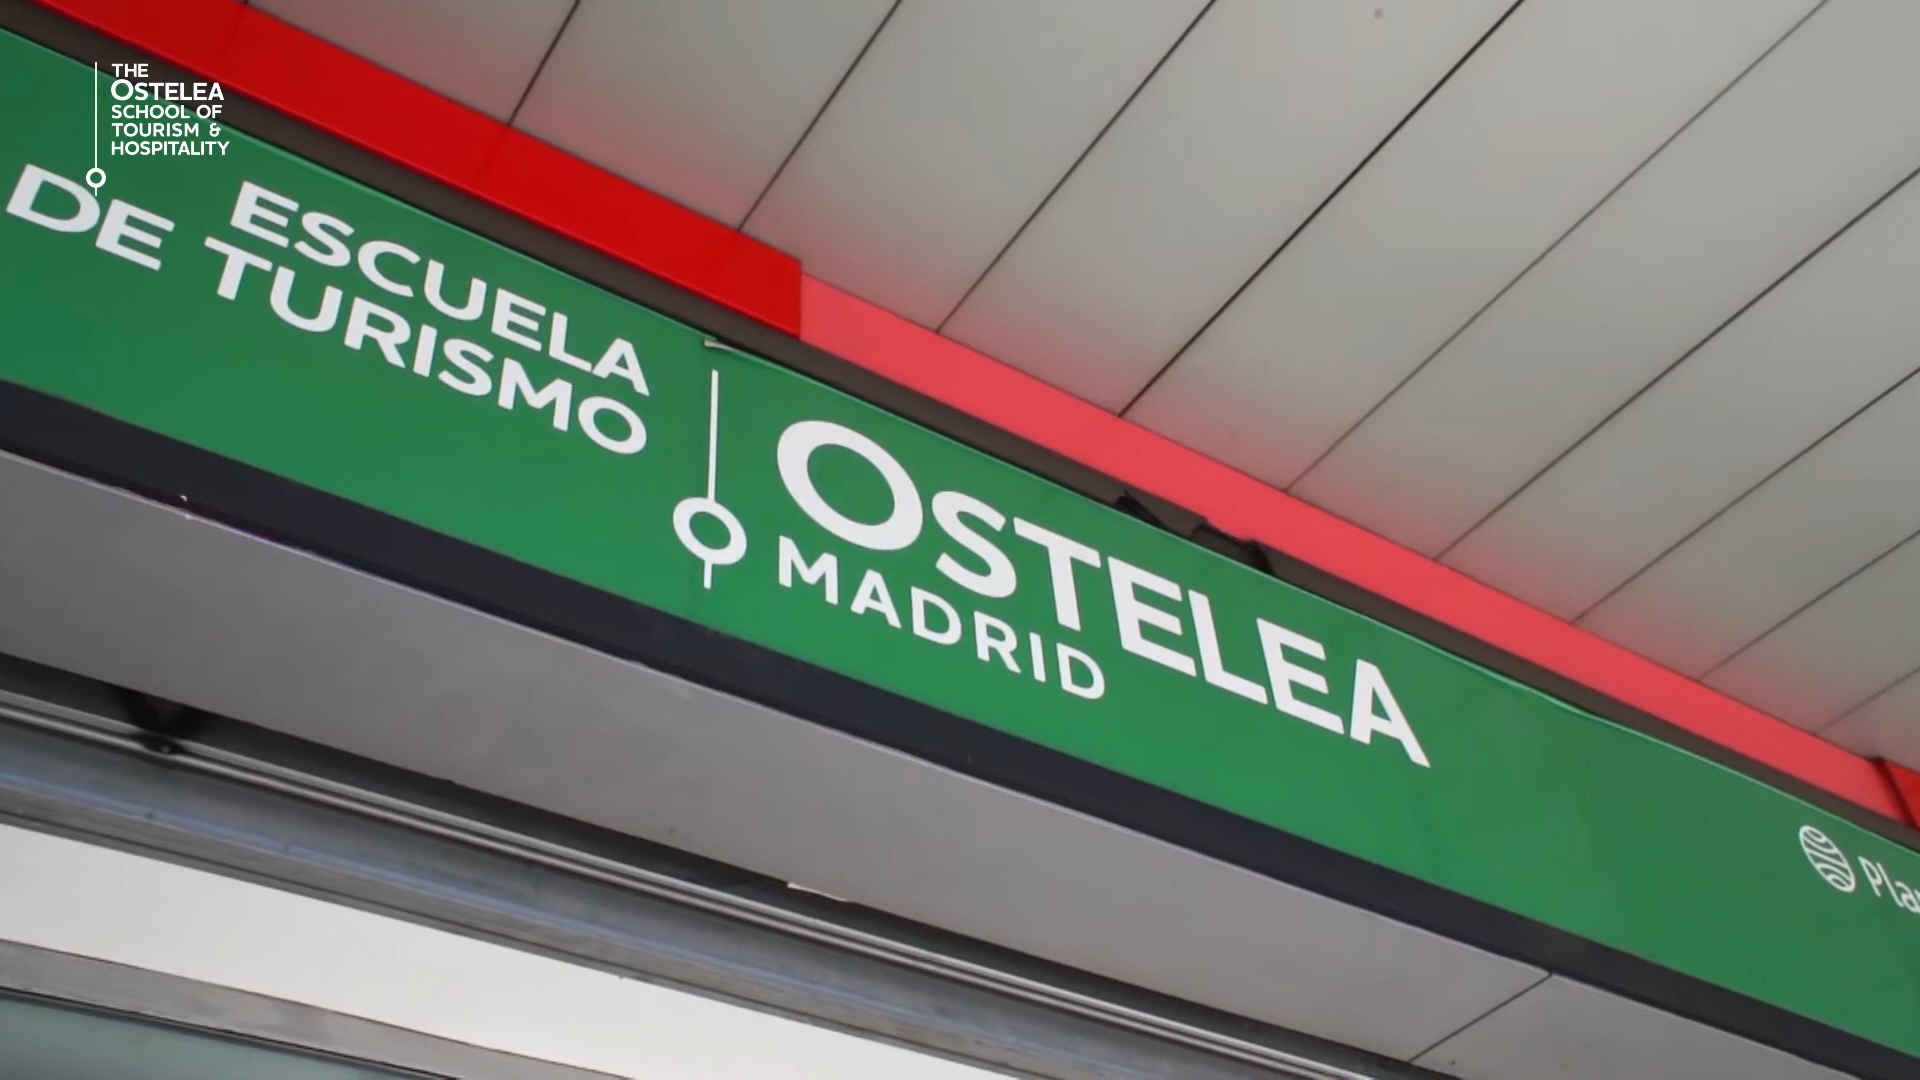 THE
OSTELEA
SCHOOL OF
TOURISM &
HOSPITALITY
ESCUELA
DE TURISMO
OSTELEA
MADRID